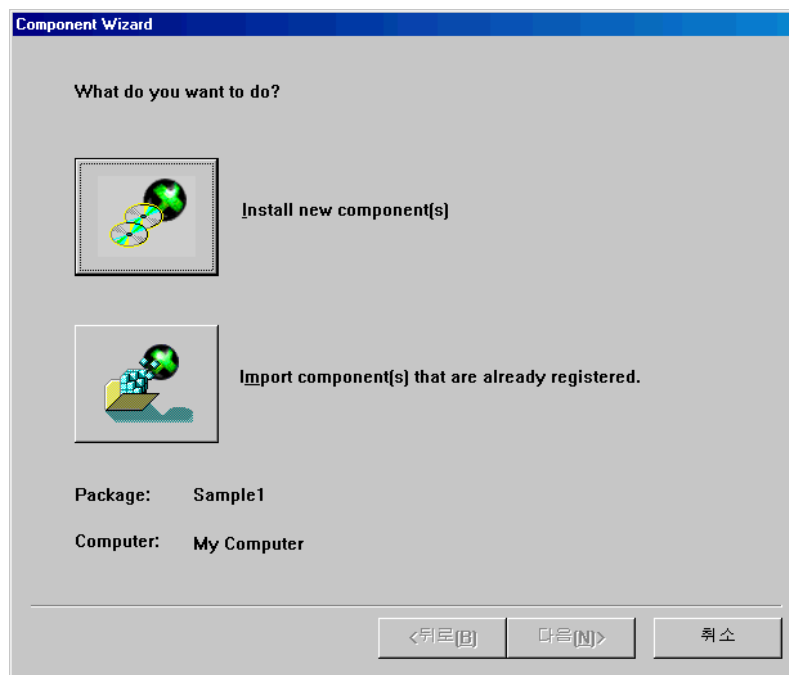 Component Wizard
What do you want to do?
Install new component(s)
Import component(s) that are already registered.
Package: Sample1
Computer: My Computer
<뒤로(B) 다음(N)> 취소